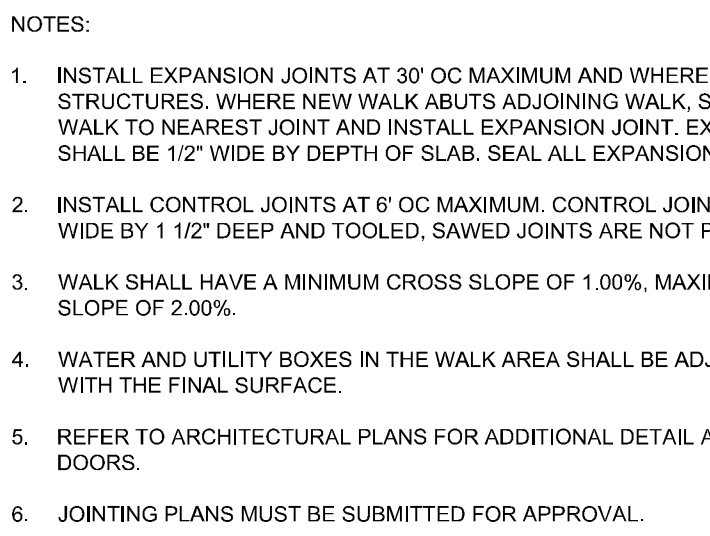 NOTES:
1. INSTALL EXPANSION JOINTS AT 30' OC MAXIMUM AND WHERE
STRUCTURES. WHERE NEW WALK ABUTS ADJOINING WALK,
WALK TO NEAREST JOINT AND INSTALL EXPANSION JOINT.
SHALL BE 1/2" WIDE BY DEPTH OF SLAB. SEAL ALL
2. INSTALL CONTROL JOINTS AT 6' OC MAXIMUM. CONTROL
WIDE BY 1 1/2" DEEP AND TOOLED, SAWED JOINTS ARE NOT
3. WALK SHALL HAVE A MINIMUM CROSS SLOPE OF 1.00%,
SLOPE OF 2.00%.
4. WATER AND UTILITY BOXES IN THE WALK AREA SHALL BE
WITH THE FINAL SURFACE.
5. REFER TO ARCHITECTURAL PLANS FOR ADDITIONAL DETAIL
DOORS.
6. JOINTING PLANS MUST BE SUBMITTED FOR APPROVAL.